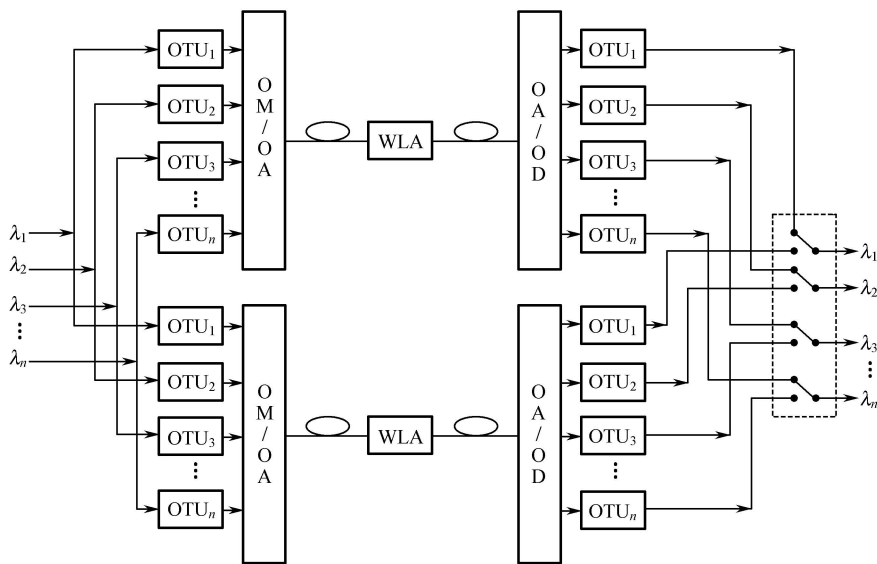 OTU₁
OTU₂
OTU₃
⋮
OTUₙ
OM/OA
WLA
OA/OD
OTU₁
OTU₂
OTU₃
⋮
OTUₙ
λ₁
λ₂
λ₃
⋮
λₙ
λ₁
λ₂
λ₃
⋮
λₙ
OTU₁
OTU₂
OTU₃
⋮
OTUₙ
OM/OA
WLA
OA/OD
OTU₁
OTU₂
OTU₃
⋮
OTUₙ